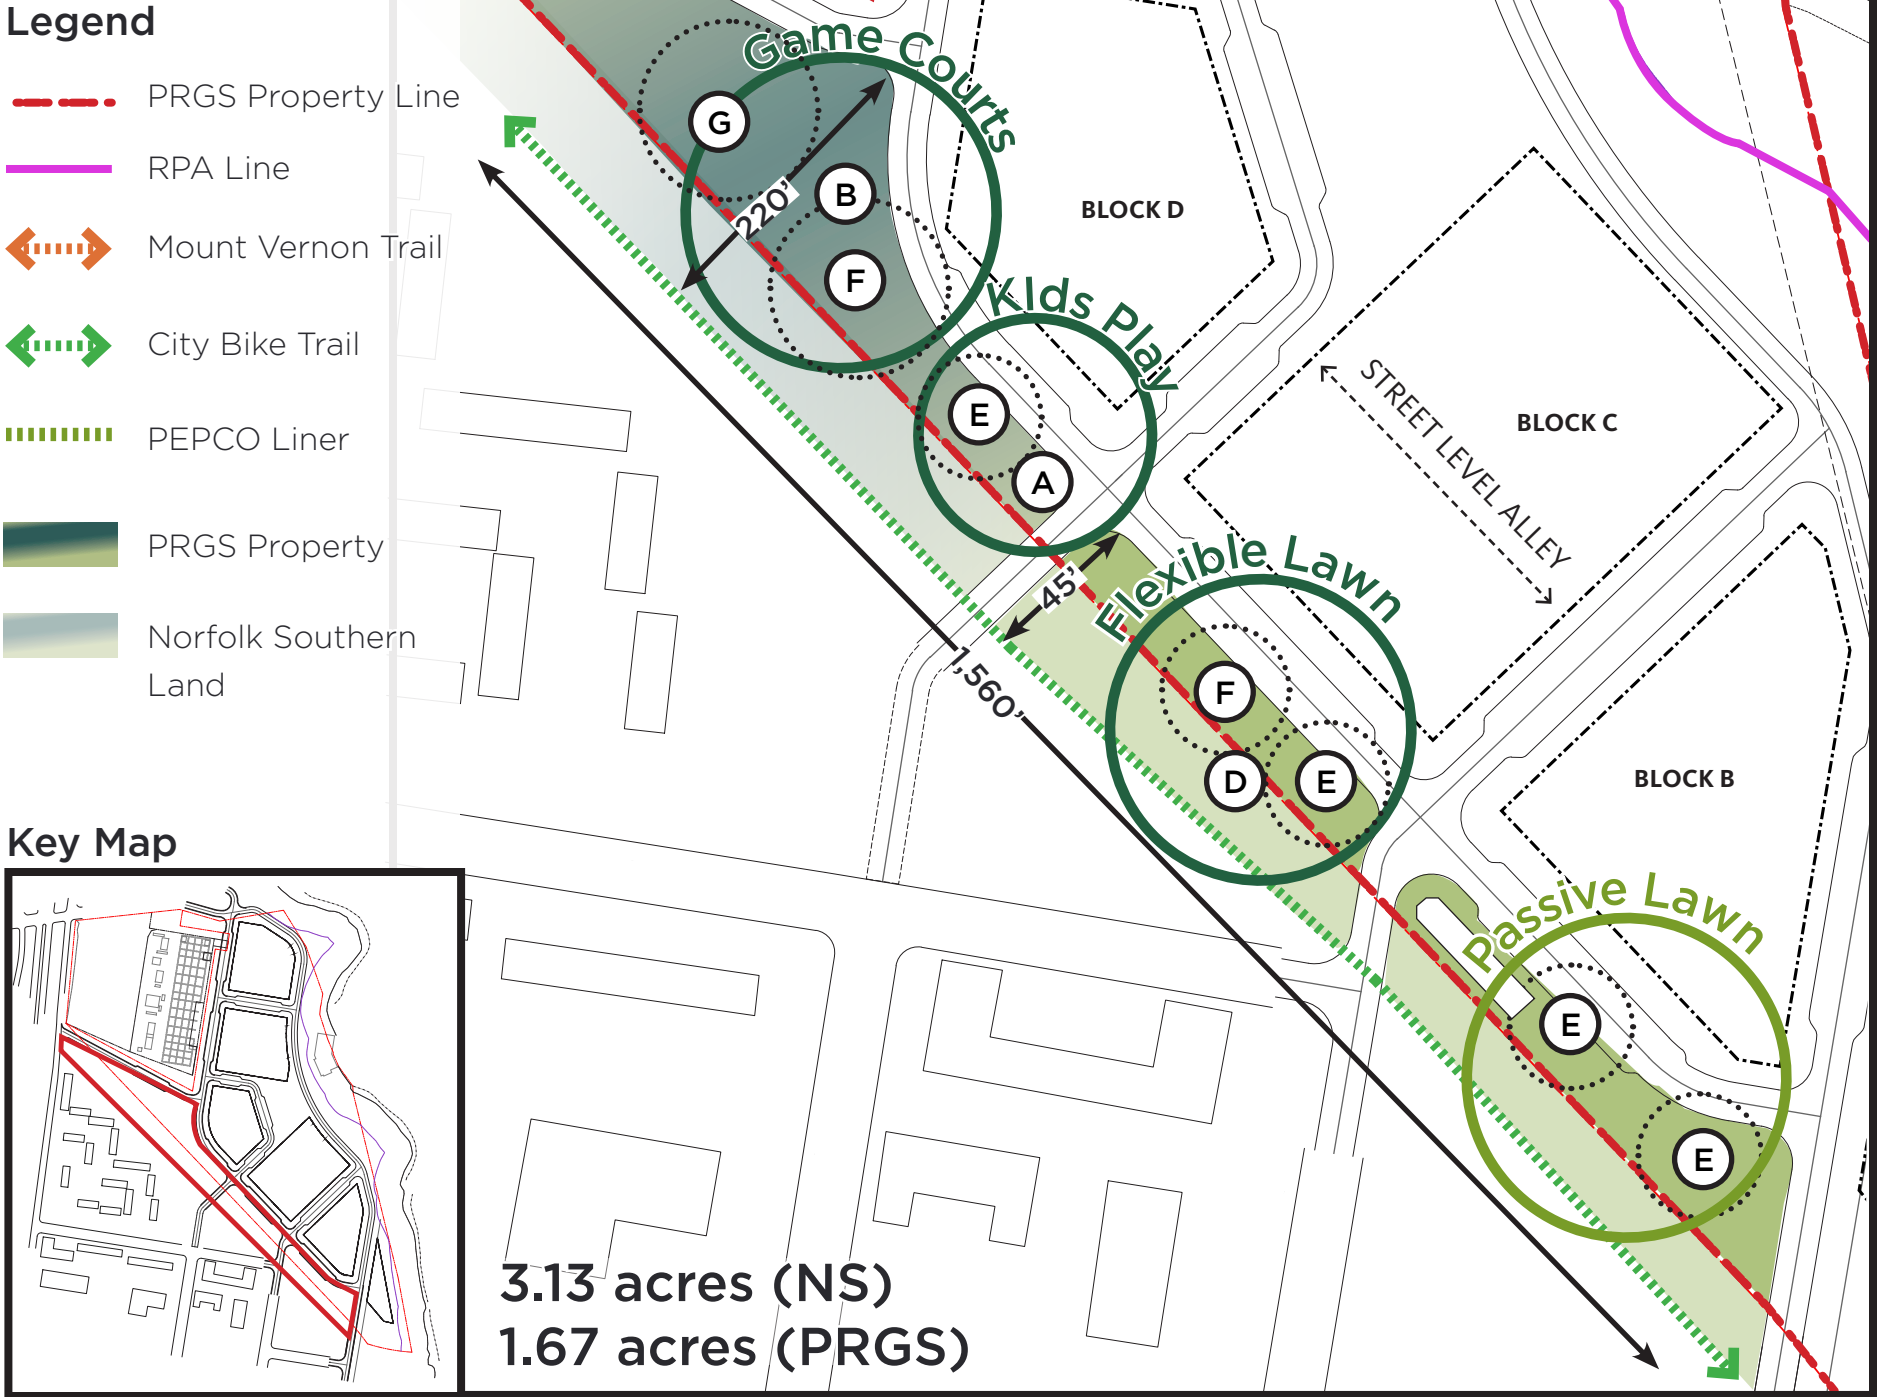 Legend
PRGS Property Line
RPA Line
Mount Vernon Trail
City Bike Trail
PEPCO Liner
PRGS Property
Norfolk Southern
Land
Key Map
Game Courts
G
220'
B
F
BLOCK D
KIds Play
E
A
BLOCK C
STREET LEVEL ALLEY
45'
Flexible Lawn
F
D
E
1,560'
BLOCK B
Passive Lawn
E
E
3.13 acres (NS)
1.67 acres (PRGS)